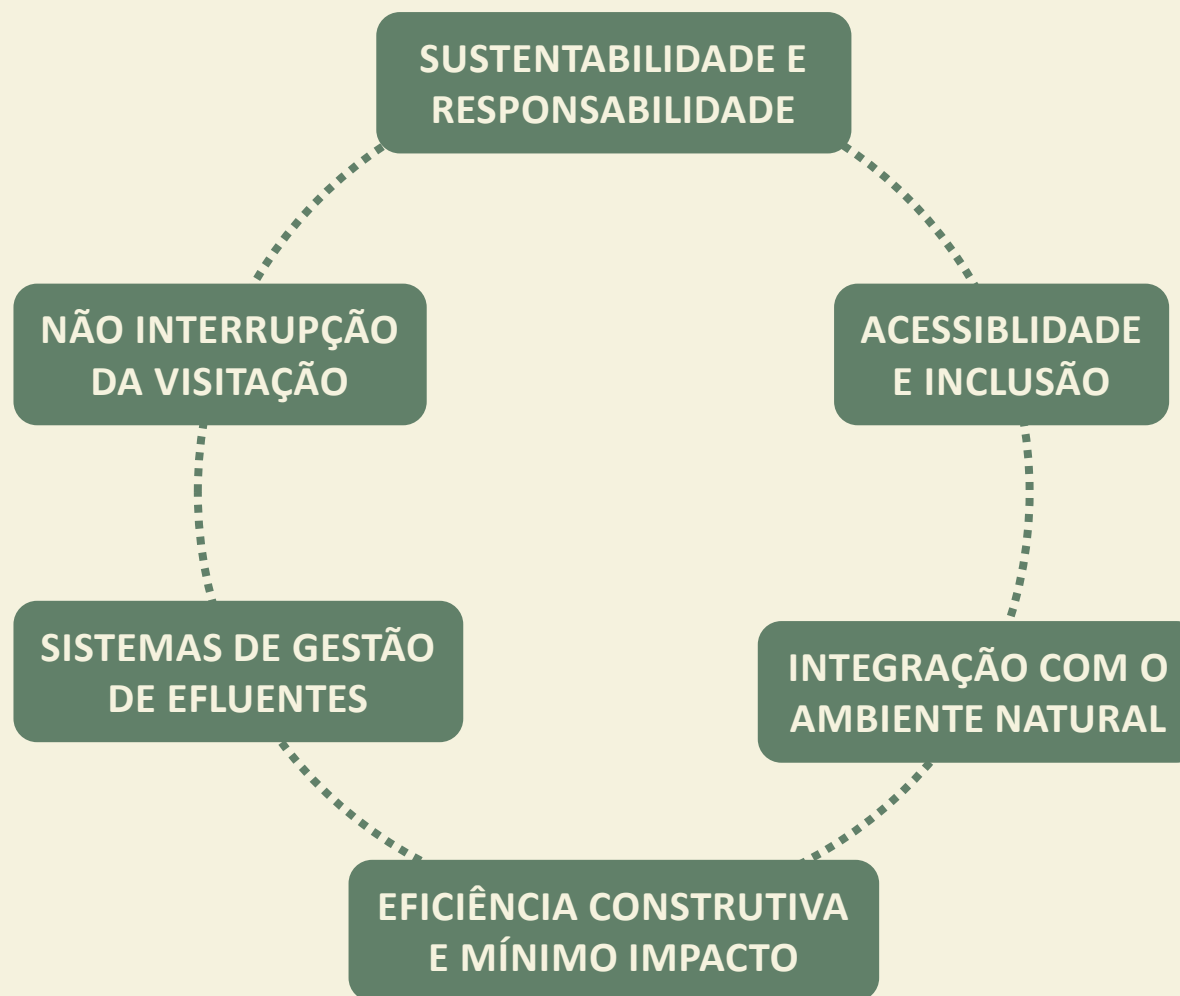 SUSTENTABILIDADE E
RESPONSABILIDADE
NÃO INTERRUPÇÃO
DA VISITAÇÃO
ACESSIBLIDADE
E INCLUSÃO
SISTEMAS DE GESTÃO
DE EFLUENTES
INTEGRAÇÃO COM O
AMBIENTE NATURAL
EFICIÊNCIA CONSTRUTIVA
E MÍNIMO IMPACTO